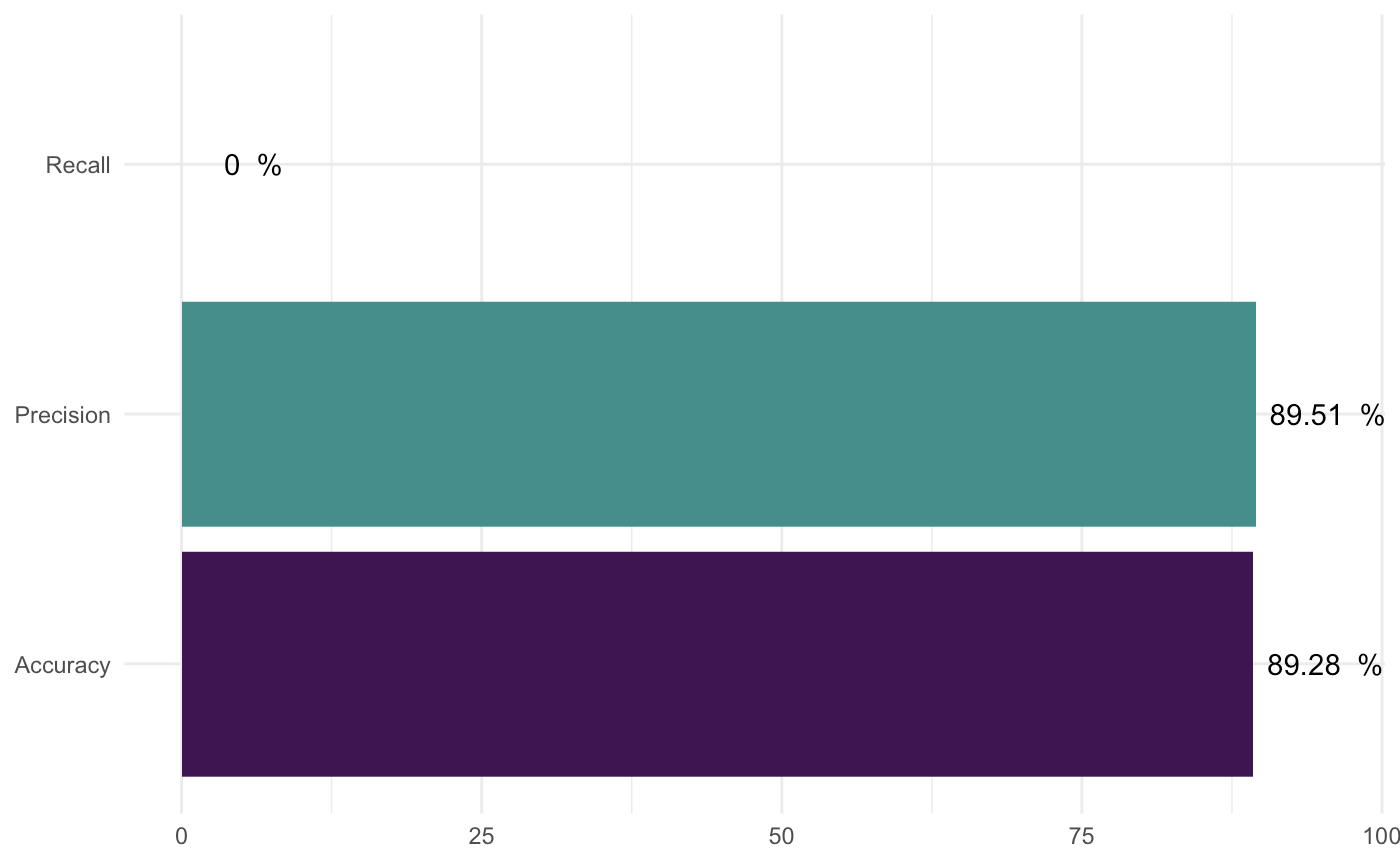 Recall
0 %
Precision
89.51 %
Accuracy
89.28 %
0 25 50 75 100